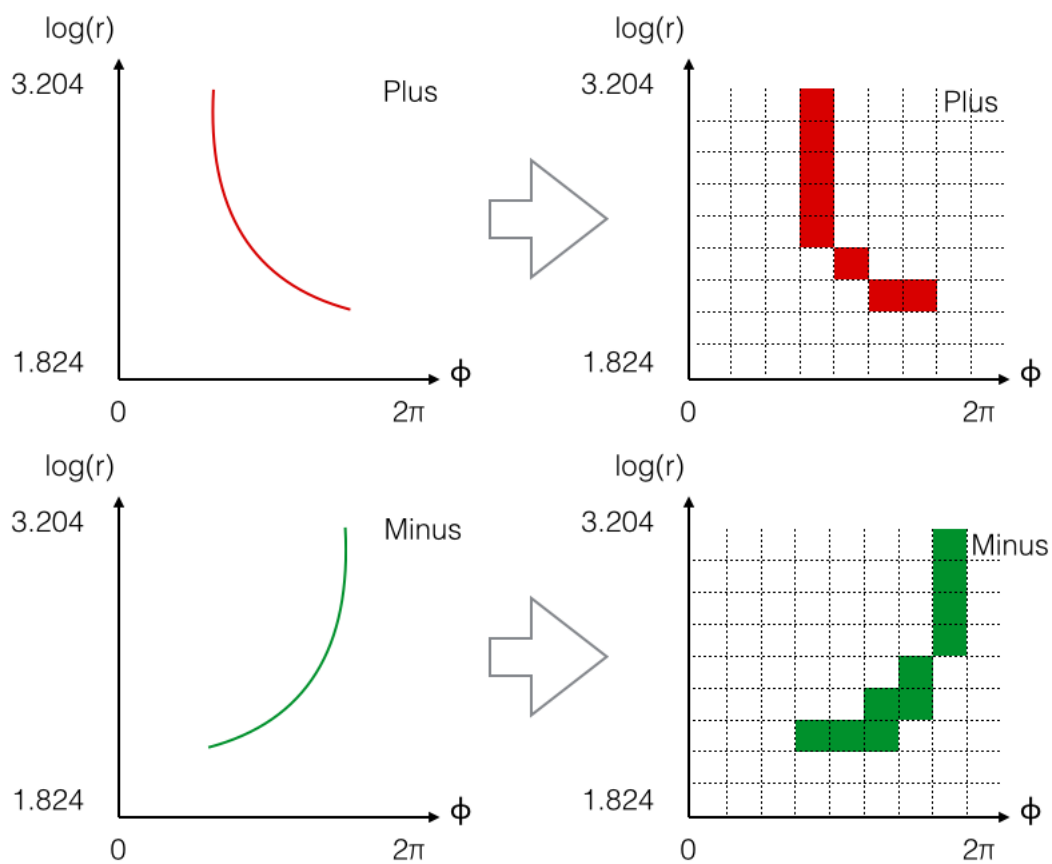 log(r)
3.204
Plus
1.824
ϕ
0
2π
log(r)
3.204
Plus
1.824
ϕ
0
2π
log(r)
3.204
Minus
1.824
ϕ
0
2π
log(r)
3.204
Minus
1.824
ϕ
0
2π